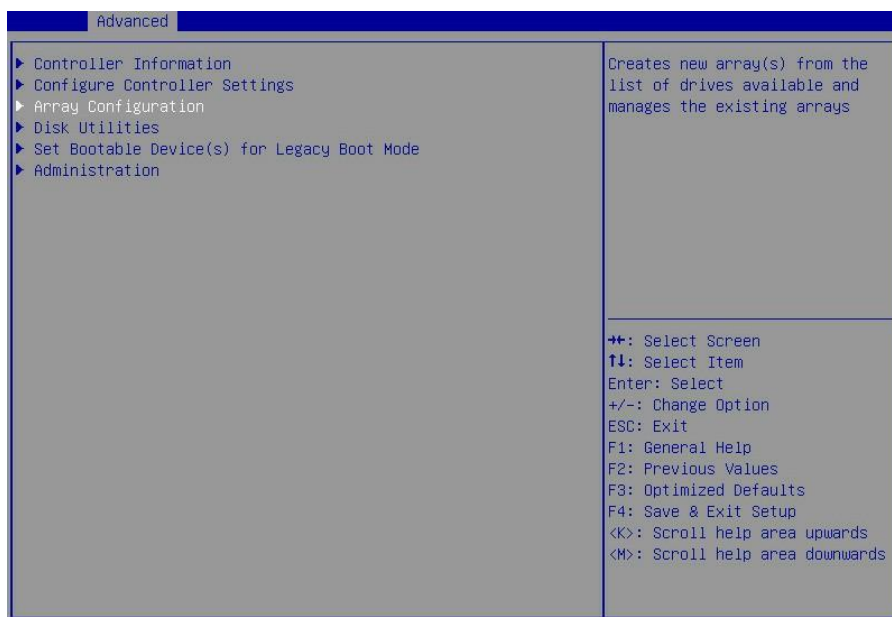 Advanced
Controller Information
Configure Controller Settings
Array Configuration
Disk Utilities
Set Bootable Device(s) for Legacy Boot Mode
Administration
Creates new array(s) from the
list of drives available and
manages the existing arrays
→←: Select Screen
↑↓: Select Item
Enter: Select
+/-: Change Option
ESC: Exit
F1: General Help
F2: Previous Values
F3: Optimized Defaults
F4: Save & Exit Setup
<K>: Scroll help area upwards
<M>: Scroll help area downwards